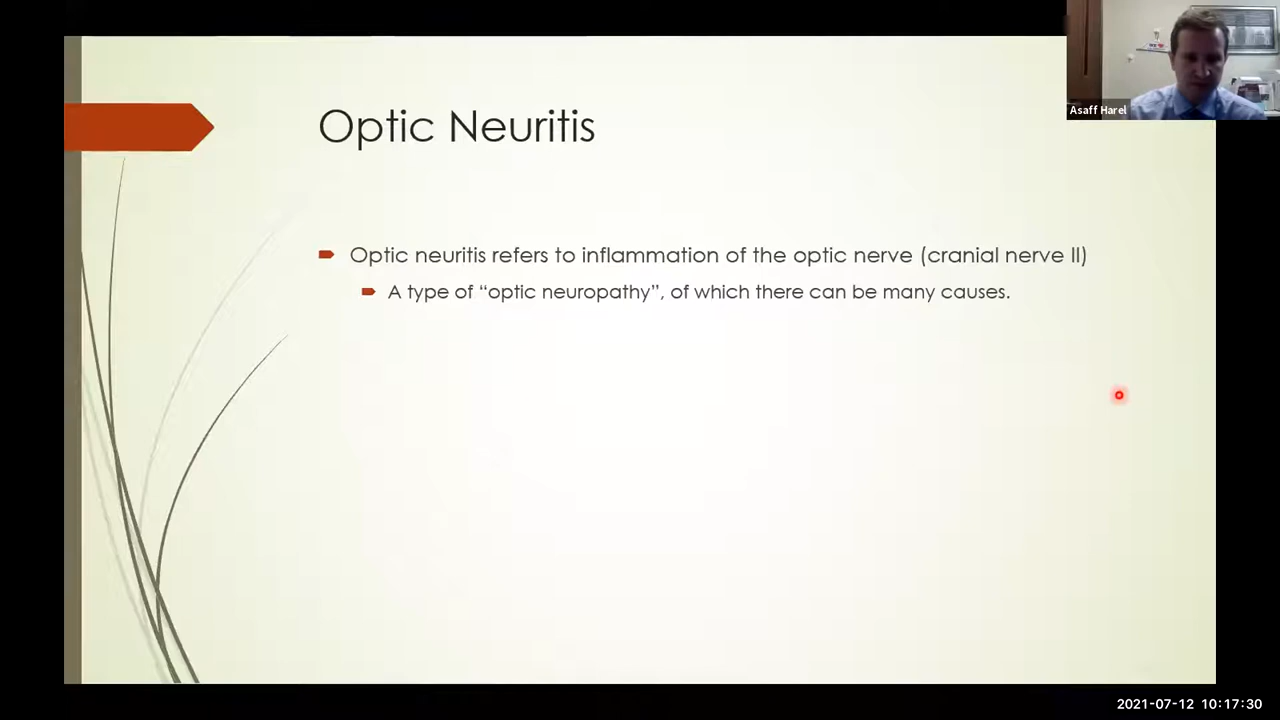 Asaff Harel
Optic Neuritis
Optic neuritis refers to inflammation of the optic nerve (cranial nerve II)
A type of “optic neuropathy”, of which there can be many causes.
2021-07-12 10:17:30